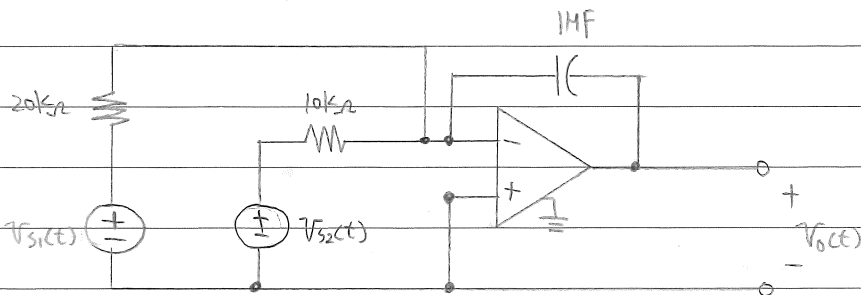 1MF
20kΩ
10kΩ
-
+
+
-
Vs1(t)
+
-
Vs2(t)
+
Vo(t)
-